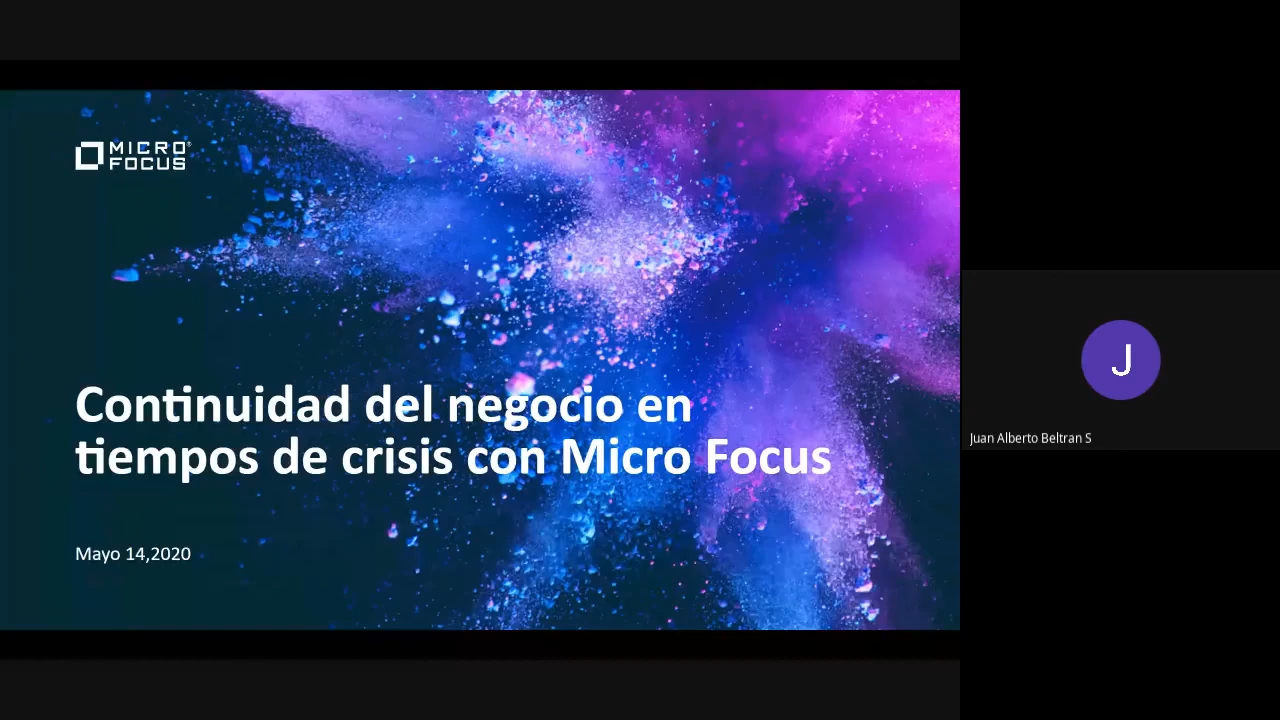 MICRO
FOCUS
Continuidad del negocio en
tiempos de crisis con Micro Focus
Mayo 14,2020
J
Juan Alberto Beltran S